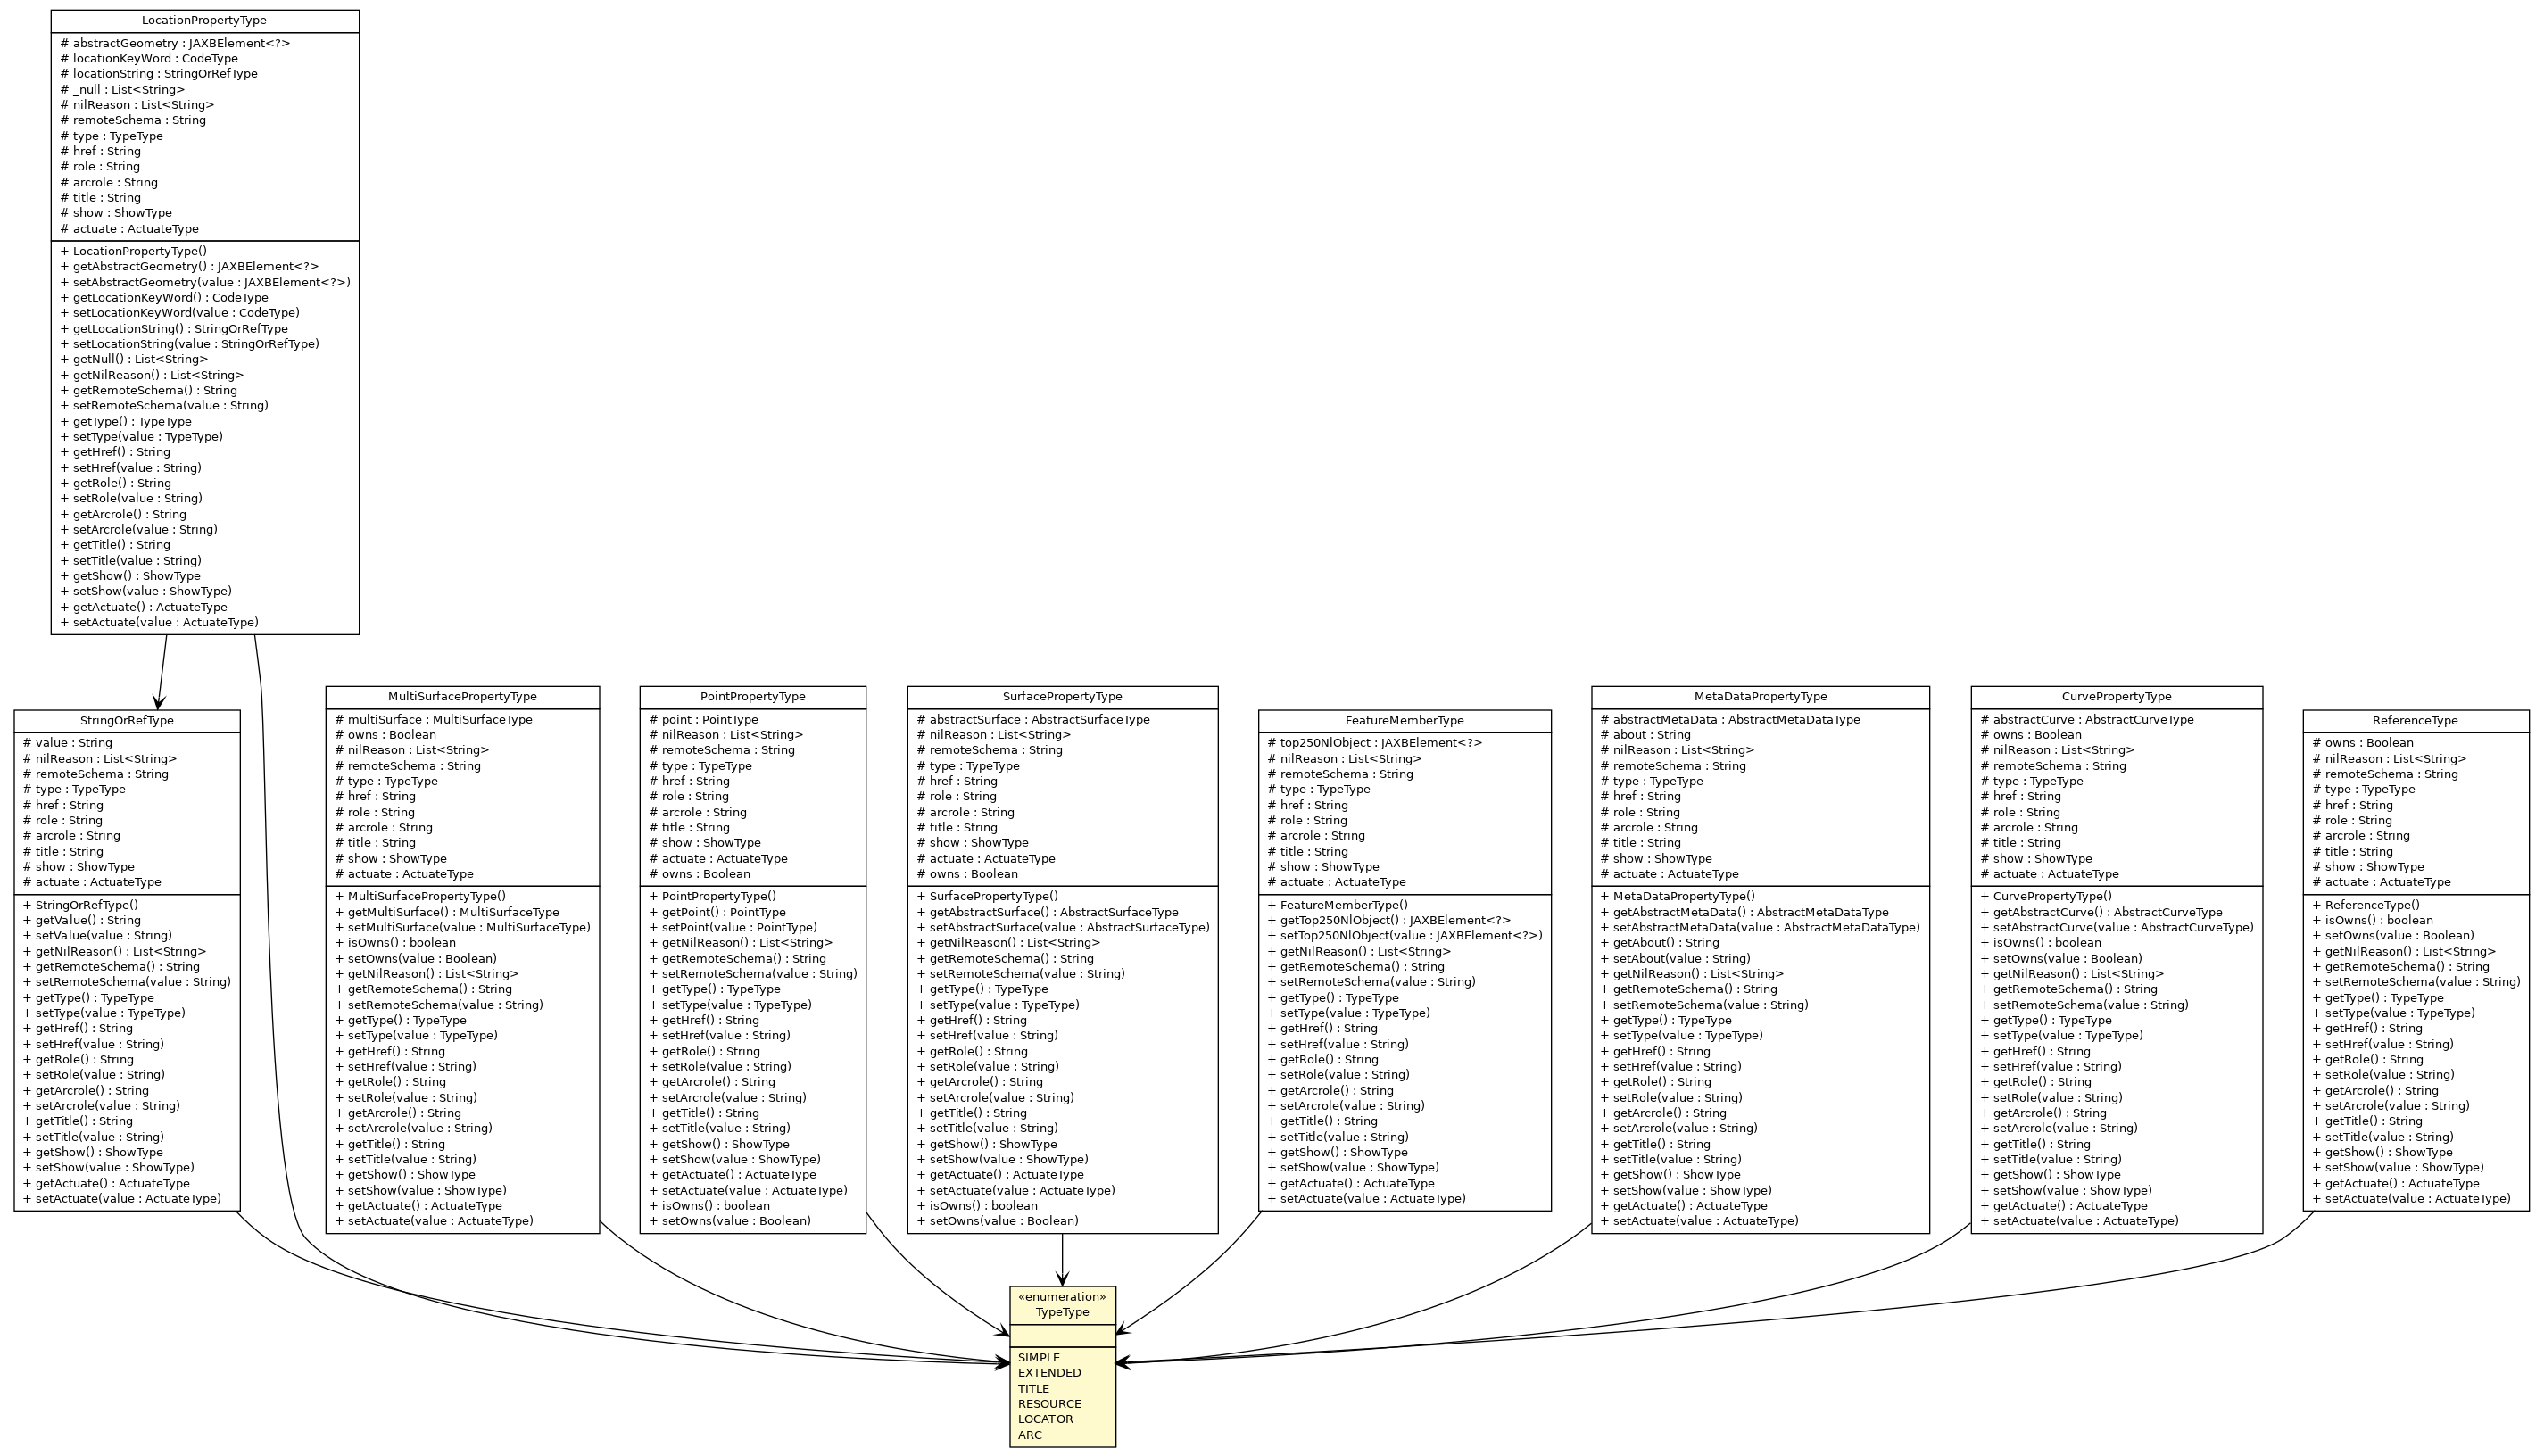 LocationPropertyType
# abstractGeometry : JAXBElement<?>
# locationKeyWord : CodeType
# locationString : StringOrRefType
# _null : List<String>
# nilReason : List<String>
# remoteSchema : String
# type : TypeType
# href : String
# role : String
# arcrole : String
# title : String
# show : ShowType
# actuate : ActuateType
+ LocationPropertyType()
+ getAbstractGeometry() : JAXBElement<?>
+ setAbstractGeometry(value : JAXBElement<?>)
+ getLocationKeyWord() : CodeType
+ setLocationKeyWord(value : CodeType)
+ getLocationString() : StringOrRefType
+ setLocationString(value : StringOrRefType)
+ getNull() : List<String>
+ getNilReason() : List<String>
+ getRemoteSchema() : String
+ setRemoteSchema(value : String)
+ getType() : TypeType
+ setType(value : TypeType)
+ getHref() : String
+ setHref(value : String)
+ getRole() : String
+ setRole(value : String)
+ getArcrole() : String
+ setArcrole(value : String)
+ getTitle() : String
+ setTitle(value : String)
+ getShow() : ShowType
+ setShow(value : ShowType)
+ getActuate() : ActuateType
+ setActuate(value : ActuateType)
StringOrRefType
# value : String
# nilReason : List<String>
# remoteSchema : String
# type : TypeType
# href : String
# role : String
# arcrole : String
# title : String
# show : ShowType
# actuate : ActuateType
+ StringOrRefType()
+ getValue() : String
+ setValue(value : String)
+ getNilReason() : List<String>
+ getRemoteSchema() : String
+ setRemoteSchema(value : String)
+ getType() : TypeType
+ setType(value : TypeType)
+ getHref() : String
+ setHref(value : String)
+ getRole() : String
+ setRole(value : String)
+ getArcrole() : String
+ setArcrole(value : String)
+ getTitle() : String
+ setTitle(value : String)
+ getShow() : ShowType
+ setShow(value : ShowType)
+ getActuate() : ActuateType
+ setActuate(value : ActuateType)
MultiSurfacePropertyType
# multiSurface : MultiSurfaceType
# owns : Boolean
# nilReason : List<String>
# remoteSchema : String
# type : TypeType
# href : String
# role : String
# arcrole : String
# title : String
# show : ShowType
# actuate : ActuateType
+ MultiSurfacePropertyType()
+ getMultiSurface() : MultiSurfaceType
+ setMultiSurface(value : MultiSurfaceType)
+ isOwns() : boolean
+ setOwns(value : Boolean)
+ getNilReason() : List<String>
+ getRemoteSchema() : String
+ setRemoteSchema(value : String)
+ getType() : TypeType
+ setType(value : TypeType)
+ getHref() : String
+ setHref(value : String)
+ getRole() : String
+ setRole(value : String)
+ getArcrole() : String
+ setArcrole(value : String)
+ getTitle() : String
+ setTitle(value : String)
+ getShow() : ShowType
+ setShow(value : ShowType)
+ getActuate() : ActuateType
+ setActuate(value : ActuateType)
PointPropertyType
# point : PointType
# nilReason : List<String>
# remoteSchema : String
# type : TypeType
# href : String
# role : String
# arcrole : String
# title : String
# show : ShowType
# actuate : ActuateType
# owns : Boolean
+ PointPropertyType()
+ getPoint() : PointType
+ setPoint(value : PointType)
+ getNilReason() : List<String>
+ getRemoteSchema() : String
+ setRemoteSchema(value : String)
+ getType() : TypeType
+ setType(value : TypeType)
+ getHref() : String
+ setHref(value : String)
+ getRole() : String
+ setRole(value : String)
+ getArcrole() : String
+ setArcrole(value : String)
+ getTitle() : String
+ setTitle(value : String)
+ getShow() : ShowType
+ setShow(value : ShowType)
+ getActuate() : ActuateType
+ setActuate(value : ActuateType)
+ isOwns() : boolean
+ setOwns(value : Boolean)
SurfacePropertyType
# abstractSurface : AbstractSurfaceType
# nilReason : List<String>
# remoteSchema : String
# type : TypeType
# href : String
# role : String
# arcrole : String
# title : String
# show : ShowType
# actuate : ActuateType
# owns : Boolean
+ SurfacePropertyType()
+ getAbstractSurface() : AbstractSurfaceType
+ setAbstractSurface(value : AbstractSurfaceType)
+ getNilReason() : List<String>
+ getRemoteSchema() : String
+ setRemoteSchema(value : String)
+ getType() : TypeType
+ setType(value : TypeType)
+ getHref() : String
+ setHref(value : String)
+ getRole() : String
+ setRole(value : String)
+ getArcrole() : String
+ setArcrole(value : String)
+ getTitle() : String
+ setTitle(value : String)
+ getShow() : ShowType
+ setShow(value : ShowType)
+ getActuate() : ActuateType
+ setActuate(value : ActuateType)
+ isOwns() : boolean
+ setOwns(value : Boolean)
FeatureMemberType
# top250NlObject : JAXBElement<?>
# nilReason : List<String>
# remoteSchema : String
# type : TypeType
# href : String
# role : String
# arcrole : String
# title : String
# show : ShowType
# actuate : ActuateType
+ FeatureMemberType()
+ getTop250NlObject() : JAXBElement<?>
+ setTop250NlObject(value : JAXBElement<?>)
+ getNilReason() : List<String>
+ getRemoteSchema() : String
+ setRemoteSchema(value : String)
+ getType() : TypeType
+ setType(value : TypeType)
+ getHref() : String
+ setHref(value : String)
+ getRole() : String
+ setRole(value : String)
+ getArcrole() : String
+ setArcrole(value : String)
+ getTitle() : String
+ setTitle(value : String)
+ getShow() : ShowType
+ setShow(value : ShowType)
+ getActuate() : ActuateType
+ setActuate(value : ActuateType)
MetaDataPropertyType
# abstractMetaData : AbstractMetaDataType
# about : String
# nilReason : List<String>
# remoteSchema : String
# type : TypeType
# href : String
# role : String
# arcrole : String
# title : String
# show : ShowType
# actuate : ActuateType
+ MetaDataPropertyType()
+ getAbstractMetaData() : AbstractMetaDataType
+ setAbstractMetaData(value : AbstractMetaDataType)
+ getAbout() : String
+ setAbout(value : String)
+ getNilReason() : List<String>
+ getRemoteSchema() : String
+ setRemoteSchema(value : String)
+ getType() : TypeType
+ setType(value : TypeType)
+ getHref() : String
+ setHref(value : String)
+ getRole() : String
+ setRole(value : String)
+ getArcrole() : String
+ setArcrole(value : String)
+ getTitle() : String
+ setTitle(value : String)
+ getShow() : ShowType
+ setShow(value : ShowType)
+ getActuate() : ActuateType
+ setActuate(value : ActuateType)
CurvePropertyType
# abstractCurve : AbstractCurveType
# owns : Boolean
# nilReason : List<String>
# remoteSchema : String
# type : TypeType
# href : String
# role : String
# arcrole : String
# title : String
# show : ShowType
# actuate : ActuateType
+ CurvePropertyType()
+ getAbstractCurve() : AbstractCurveType
+ setAbstractCurve(value : AbstractCurveType)
+ isOwns() : boolean
+ setOwns(value : Boolean)
+ getNilReason() : List<String>
+ getRemoteSchema() : String
+ setRemoteSchema(value : String)
+ getType() : TypeType
+ setType(value : TypeType)
+ getHref() : String
+ setHref(value : String)
+ getRole() : String
+ setRole(value : String)
+ getArcrole() : String
+ setArcrole(value : String)
+ getTitle() : String
+ setTitle(value : String)
+ getShow() : ShowType
+ setShow(value : ShowType)
+ getActuate() : ActuateType
+ setActuate(value : ActuateType)
ReferenceType
# owns : Boolean
# nilReason : List<String>
# remoteSchema : String
# type : TypeType
# href : String
# role : String
# arcrole : String
# title : String
# show : ShowType
# actuate : ActuateType
+ ReferenceType()
+ isOwns() : boolean
+ setOwns(value : Boolean)
+ getNilReason() : List<String>
+ getRemoteSchema() : String
+ setRemoteSchema(value : String)
+ getType() : TypeType
+ setType(value : TypeType)
+ getHref() : String
+ setHref(value : String)
+ getRole() : String
+ setRole(value : String)
+ getArcrole() : String
+ setArcrole(value : String)
+ getTitle() : String
+ setTitle(value : String)
+ getShow() : ShowType
+ setShow(value : ShowType)
+ getActuate() : ActuateType
+ setActuate(value : ActuateType)
«enumeration»
TypeType
SIMPLE
EXTENDED
TITLE
RESOURCE
LOCATOR
ARC